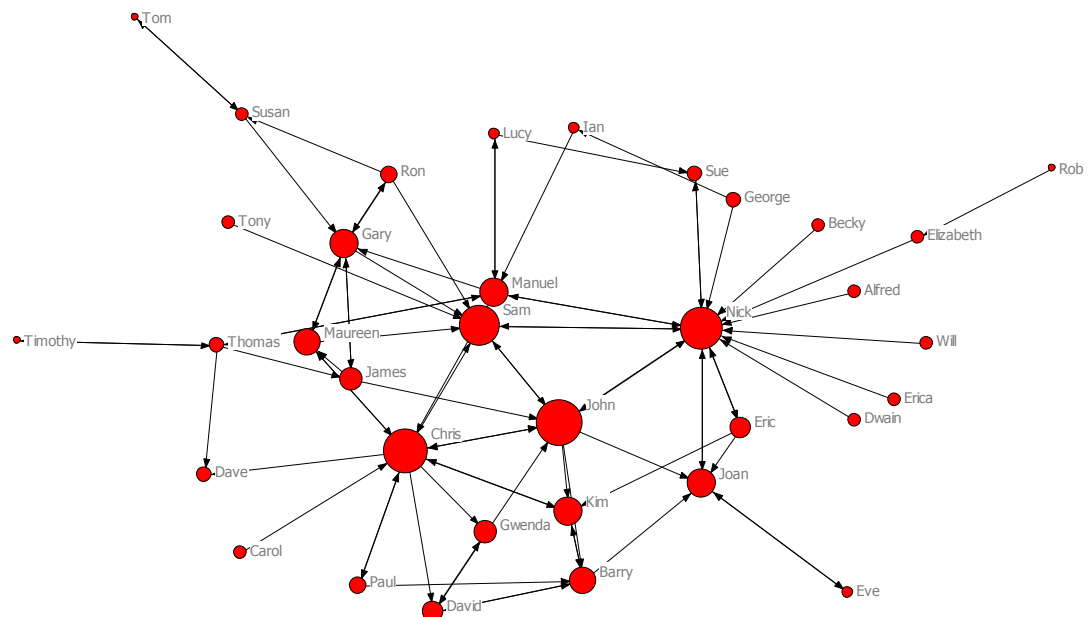 Tom
Susan
Lucy
Ian
Ron
Sue
Rob
George
Tony
Becky
Gary
Elizabeth
Manuel
Alfred
Sam
Nick
Maureen
Timothy
Thomas
Will
James
John
Erica
Dwain
Eric
Chris
Dave
Joan
Kim
Gwenda
Carol
Barry
Paul
Eve
David